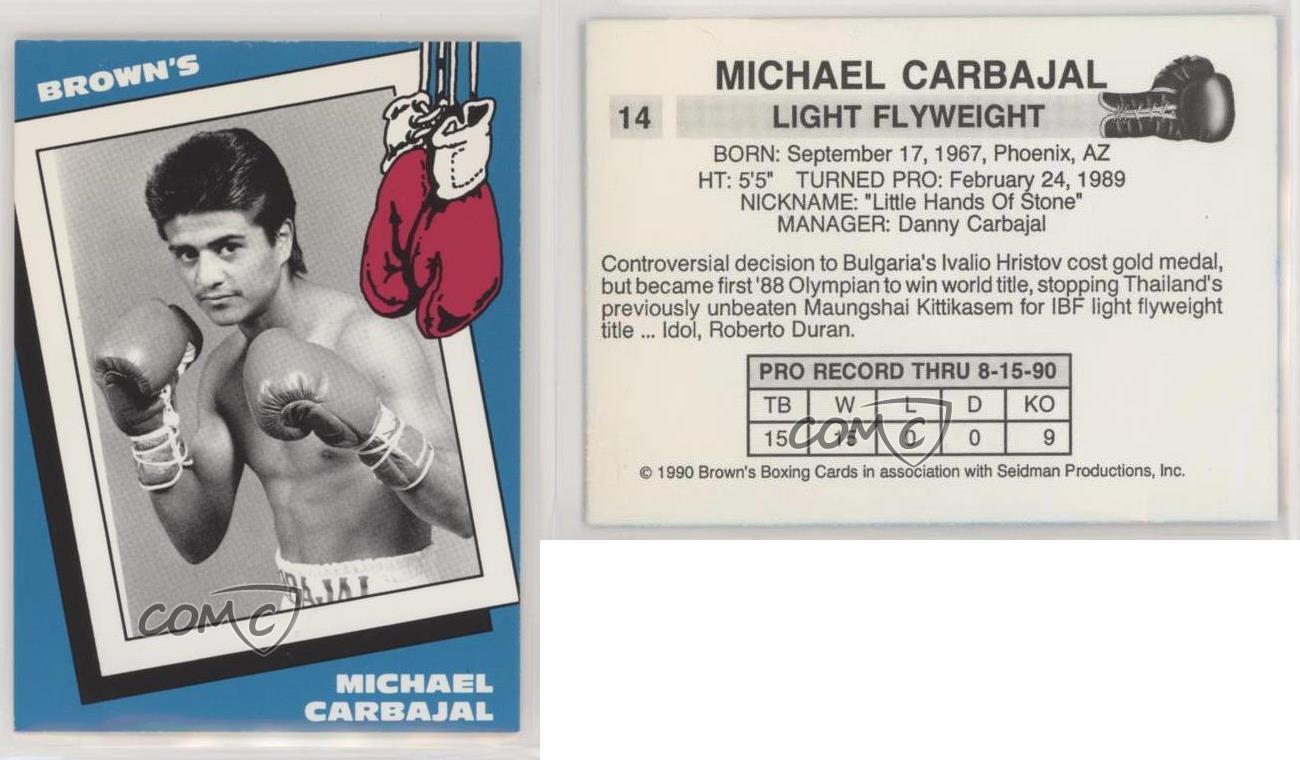 BROWN'S
BAJAL
MICHAEL
CARBAJAL
COMC
MICHAEL CARBAJAL
14
LIGHT FLYWEIGHT
BORN: September 17, 1967, Phoenix, AZ
HT: 5'5" TURNED PRO: February 24, 1989
NICKNAME: "Little Hands Of Stone"
MANAGER: Danny Carbajal
Controversial decision to Bulgaria's Ivalio Hristov cost gold medal,
but became first '88 Olympian to win world title, stopping Thailand's
previously unbeaten Maungshai Kittikasem for IBF light flyweight
title ... Idol, Roberto Duran.
PRO RECORD THRU 8-15-90
TB W L D KO
15 15 0 0 9
COMC
© 1990 Brown's Boxing Cards in association with Seidman Productions, Inc.